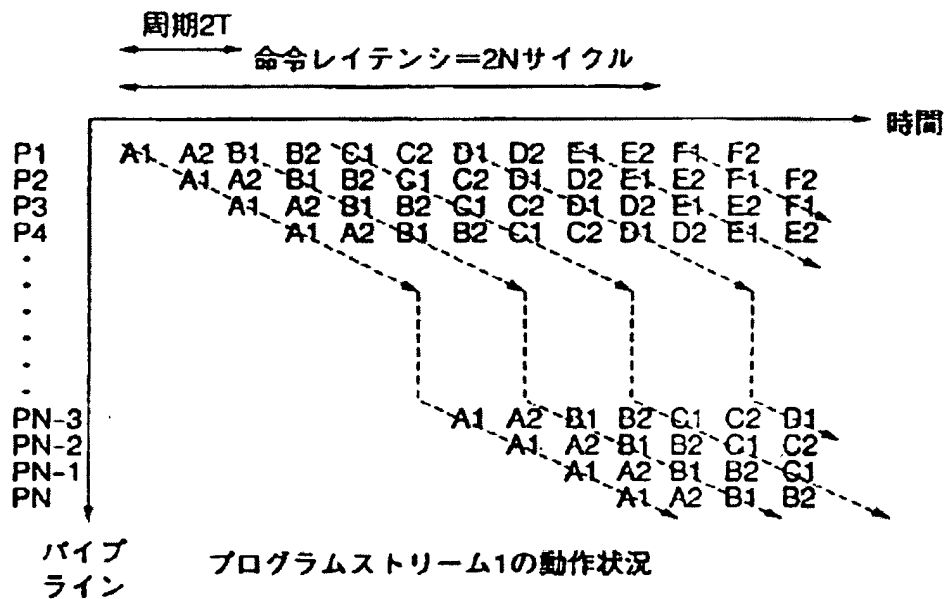 周期2T
命令レイテンシ=2Nサイクル
時間
P1 A1 A2 B1 B2 C1 C2 D1 D2 E1 E2 F1 F2
P2 A1 A2 B1 B2 C1 C2 D1 D2 E1 E2 F1 F2
P3 A1 A2 B1 B2 C1 C2 D1 D2 E1 E2 F1
P4 A1 A2 B1 B2 C1 C2 D1 D2 E1 E2
PN-3 A1 A2 B1 B2 C1 C2 D1
PN-2 A1 A2 B1 B2 C1 C2
PN-1 A1 A2 B1 B2 C1
PN A1 A2 B1 B2
パイプ
ライン
プログラムストリーム1の動作状況